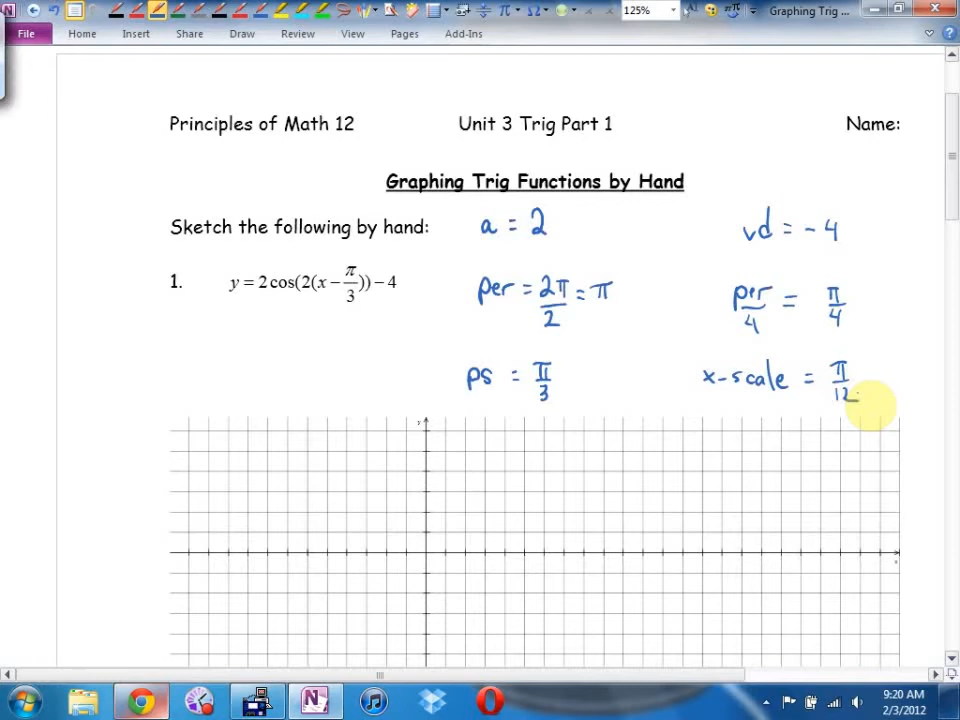 125%
Graphing Trig ...
File Home Insert Share Draw Review View Pages Add-Ins
Principles of Math 12 Unit 3 Trig Part 1 Name:
Graphing Trig Functions by Hand
Sketch the following by hand: a = 2 vd = -4
1. y = 2cos(2(x − π/3)) − 4 per = 2π/2 = π per/4 = π/4
ps = π/3 x-scale = π/12
y
x
9:20 AM
2/3/2012